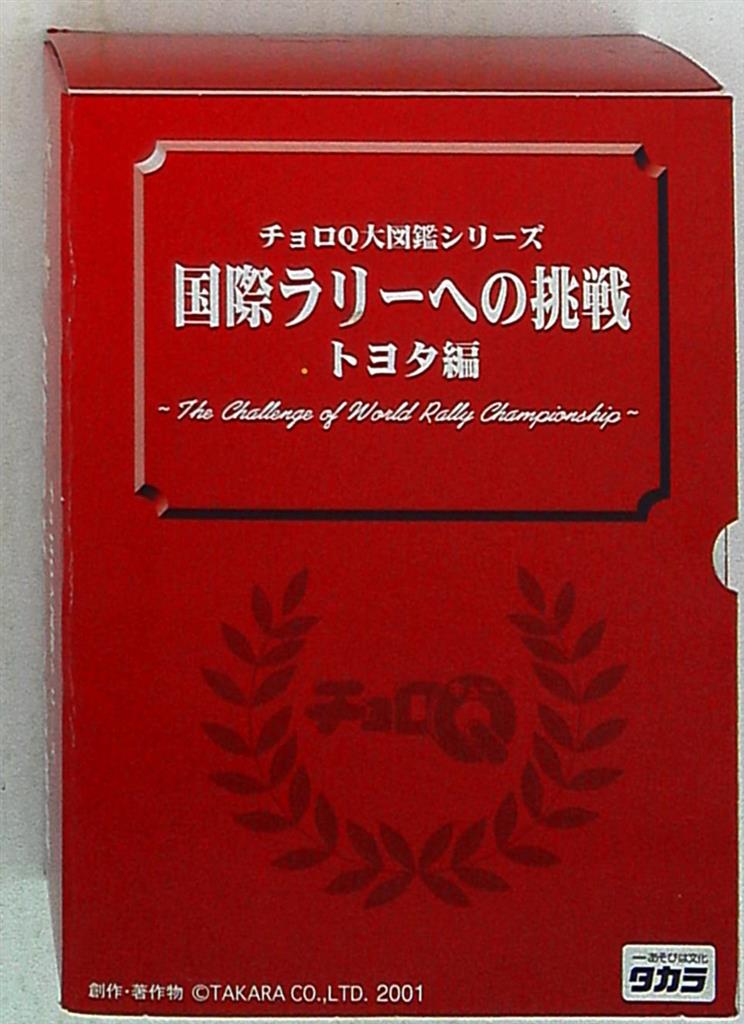 チョロQ大図鑑シリーズ
国際ラリーへの挑戦
トヨタ編
~ The Challenge of World Rally Championship ~
チョロQ
創作・著作物 ©TAKARA CO.,LTD. 2001
―あそびは文化
タカラ